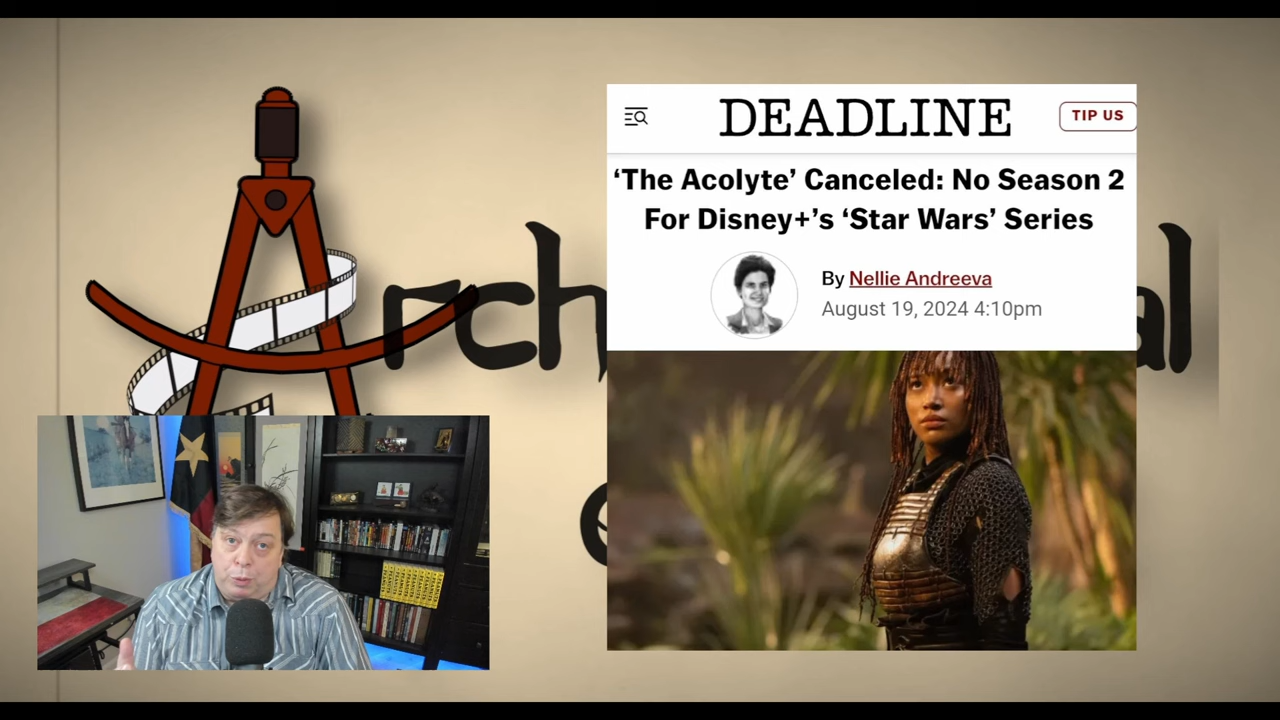 DEADLINE
TIP US
‘The Acolyte’ Canceled: No Season 2
For Disney+’s ‘Star Wars’ Series
By Nellie Andreeva
August 19, 2024 4:10pm